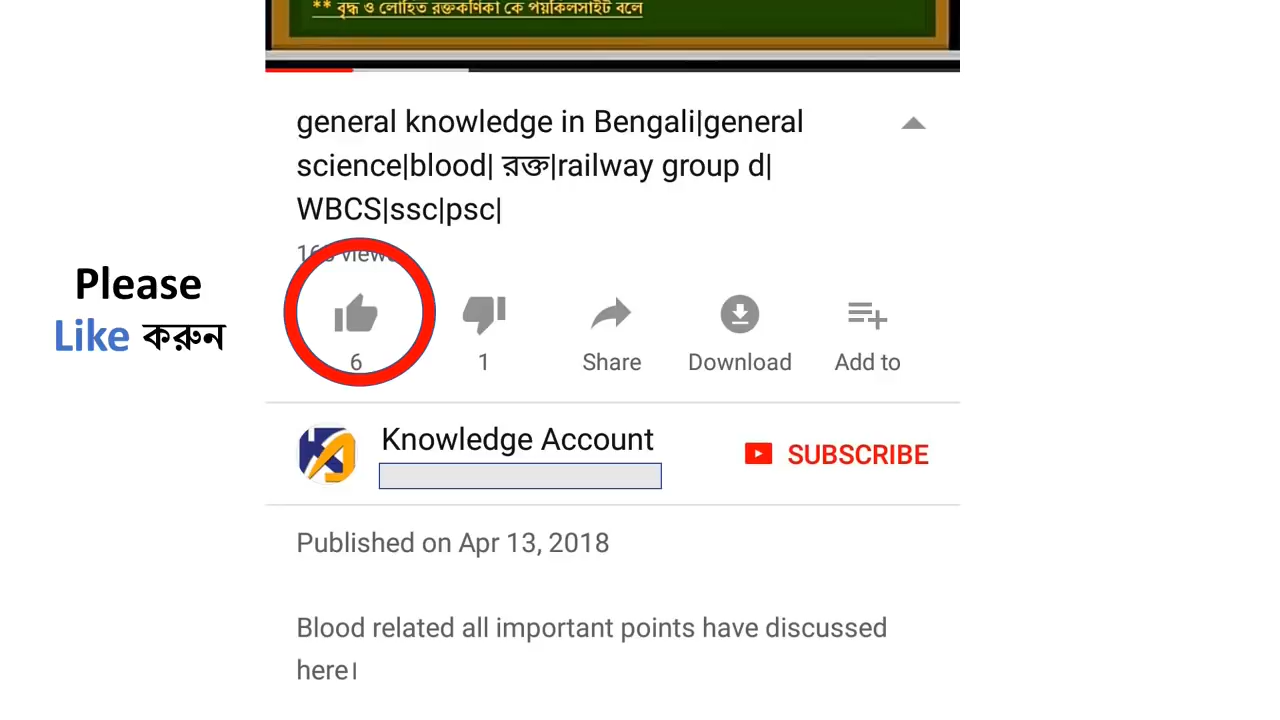 ** বৃদ্ধ ও লোহিত রক্তকণিকা কে পয়কিলসাইট বলে
general knowledge in Bengali|general
science|blood| রক্ত|railway group d|
WBCS|ssc|psc|
views
Please
Like করুন
6
1
Share
Download
Add to
Knowledge Account
SUBSCRIBE
Published on Apr 13, 2018
Blood related all important points have discussed
here।